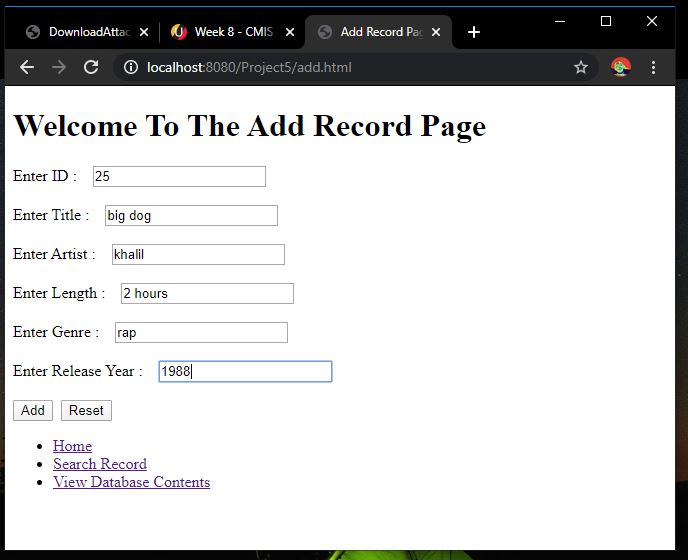 DownloadAttac
Week 8 - CMIS
Add Record Pag
localhost:8080/Project5/add.html
Welcome To The Add Record Page
Enter ID : 25
Enter Title : big dog
Enter Artist : khalil
Enter Length : 2 hours
Enter Genre : rap
Enter Release Year : 1988
Add Reset
Home
Search Record
View Database Contents